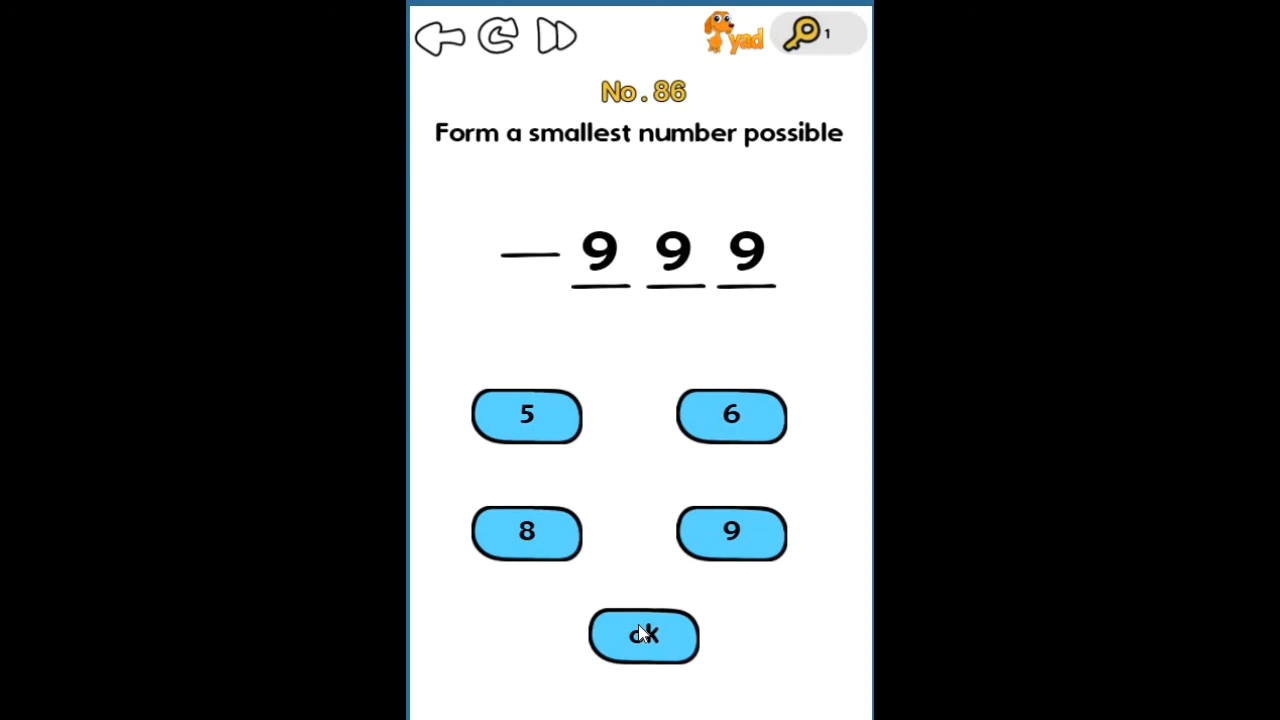 yad 1
No.86
Form a smallest number possible
— 9 9 9
5 6
8 9
ok